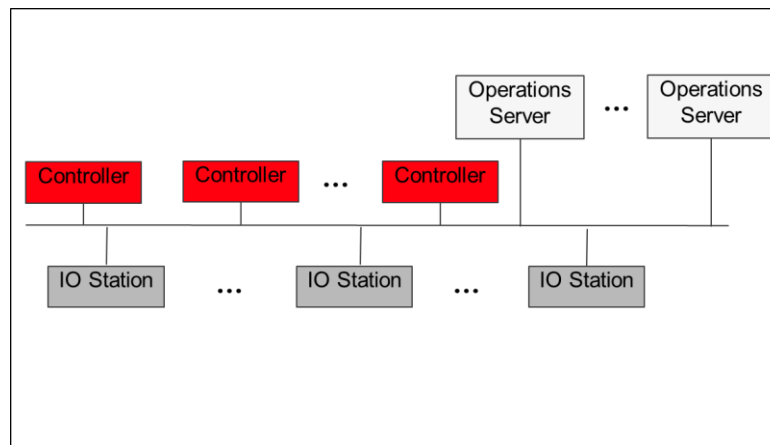 Operations
Server
...
Operations
Server
Controller
Controller
...
Controller
IO Station
...
IO Station
...
IO Station